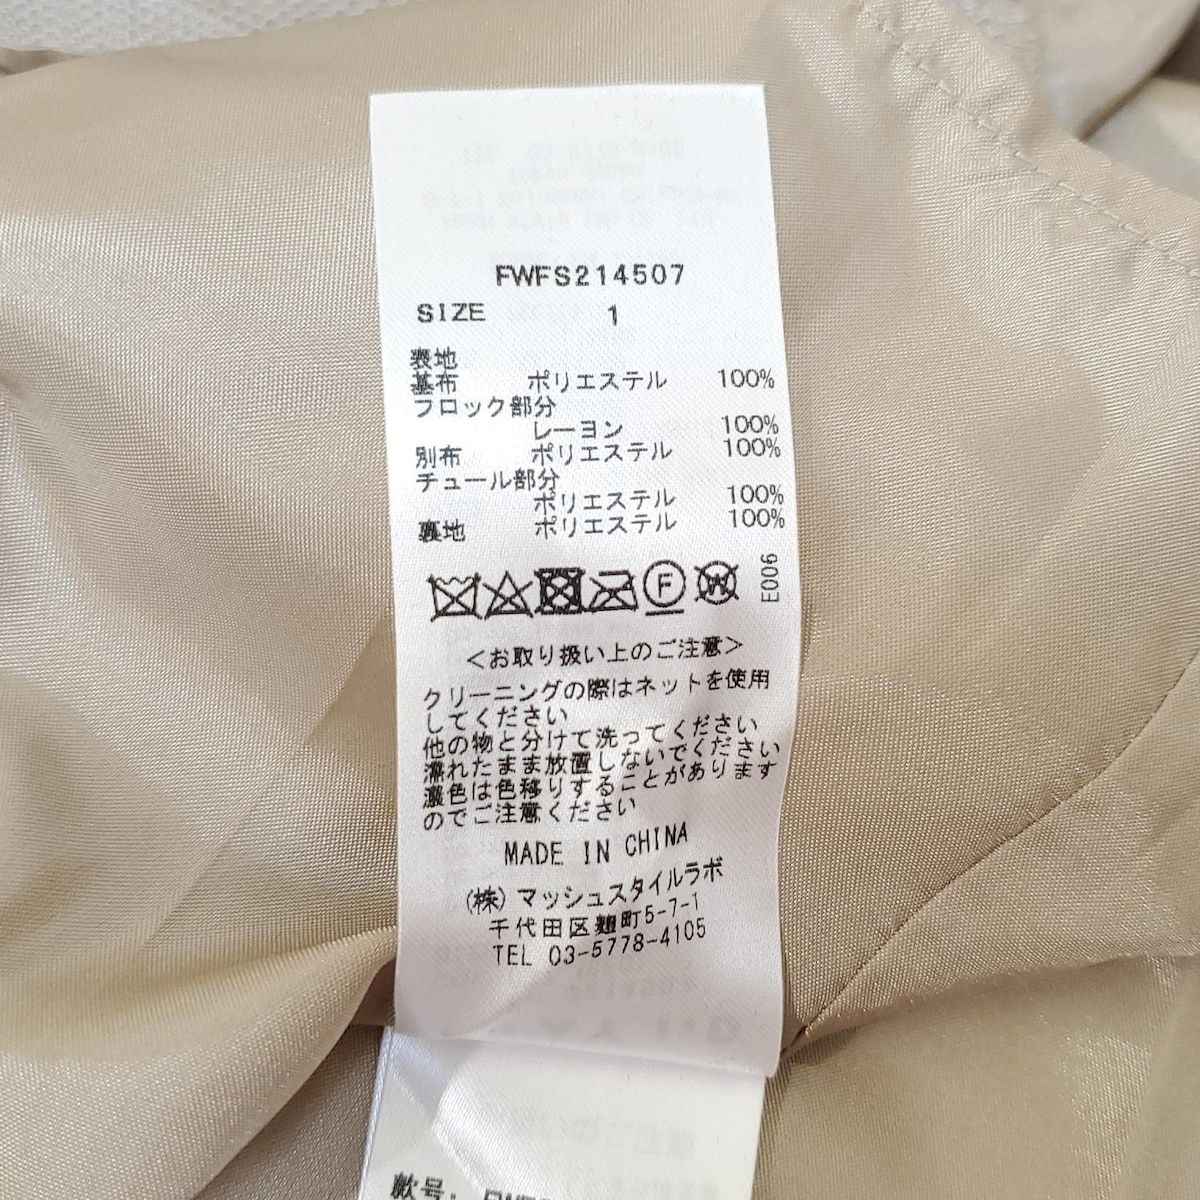 FWFS214507
SIZE 1
表地
基布 ポリエステル 100%
フロック部分
レーヨン 100%
別布 ポリエステル 100%
チュール部分
ポリエステル 100%
裏地 ポリエステル 100%
F W E006
<お取り扱い上のご注意>
クリーニングの際はネットを使用
してください
他の物と分けて洗ってください
濡れたまま放置しないでください
濃色は色移りすることがあります
のでご注意ください
MADE IN CHINA
(株)マッシュスタイルラボ
千代田区麹町5-7-1
TEL 03-5778-4105
款号: